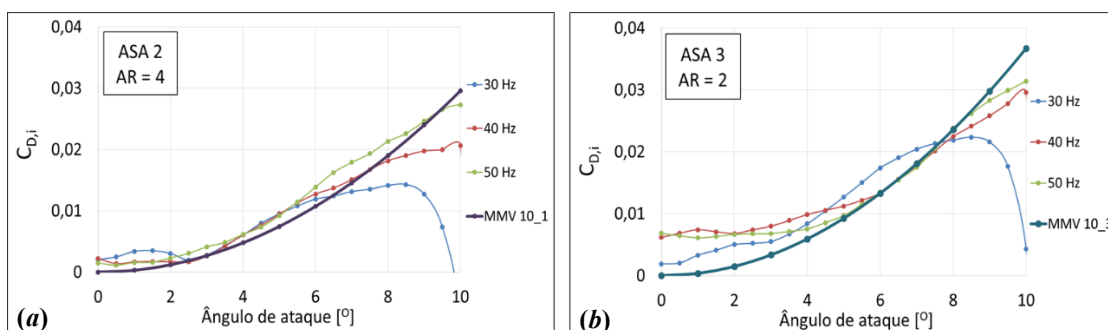 0,04
0,03
0,02
0,01
0
C_D,i
ASA 2
AR = 4
30 Hz
40 Hz
50 Hz
MMV 10_1
0 2 4 6 8 10
Ângulo de ataque [º]
(a)
0,04
0,03
0,02
0,01
0
C_D,i
ASA 3
AR = 2
30 Hz
40 Hz
50 Hz
MMV 10_3
0 2 4 6 8 10
Ângulo de ataque [º]
(b)